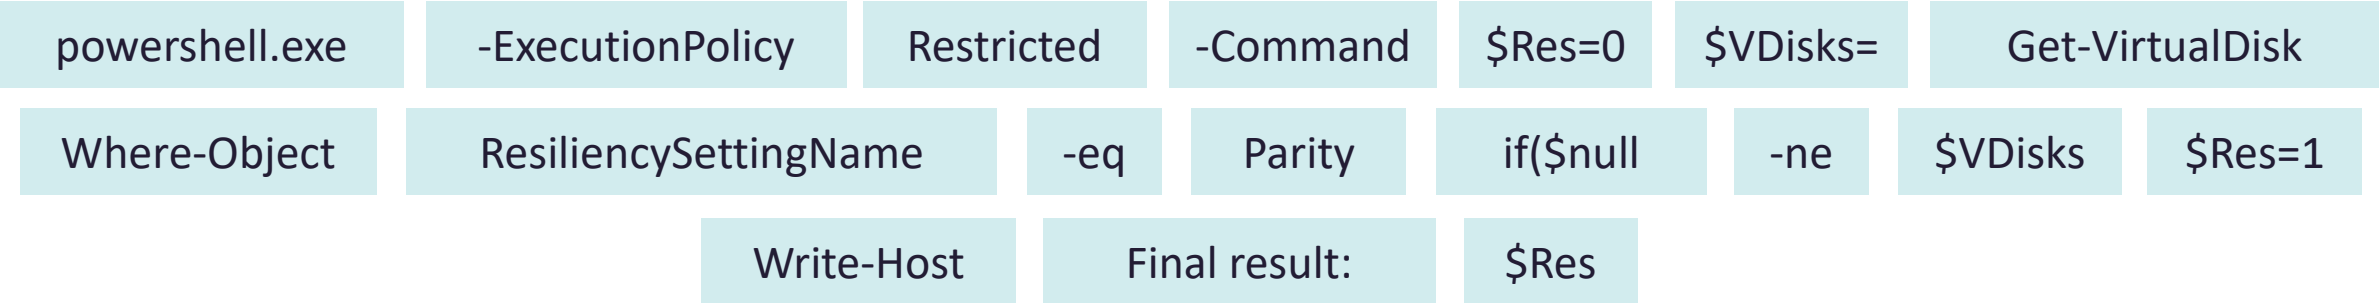 powershell.exe -ExecutionPolicy Restricted -Command $Res=0 $VDisks= Get-VirtualDisk
Where-Object ResiliencySettingName -eq Parity if($null -ne $VDisks $Res=1
Write-Host Final result: $Res